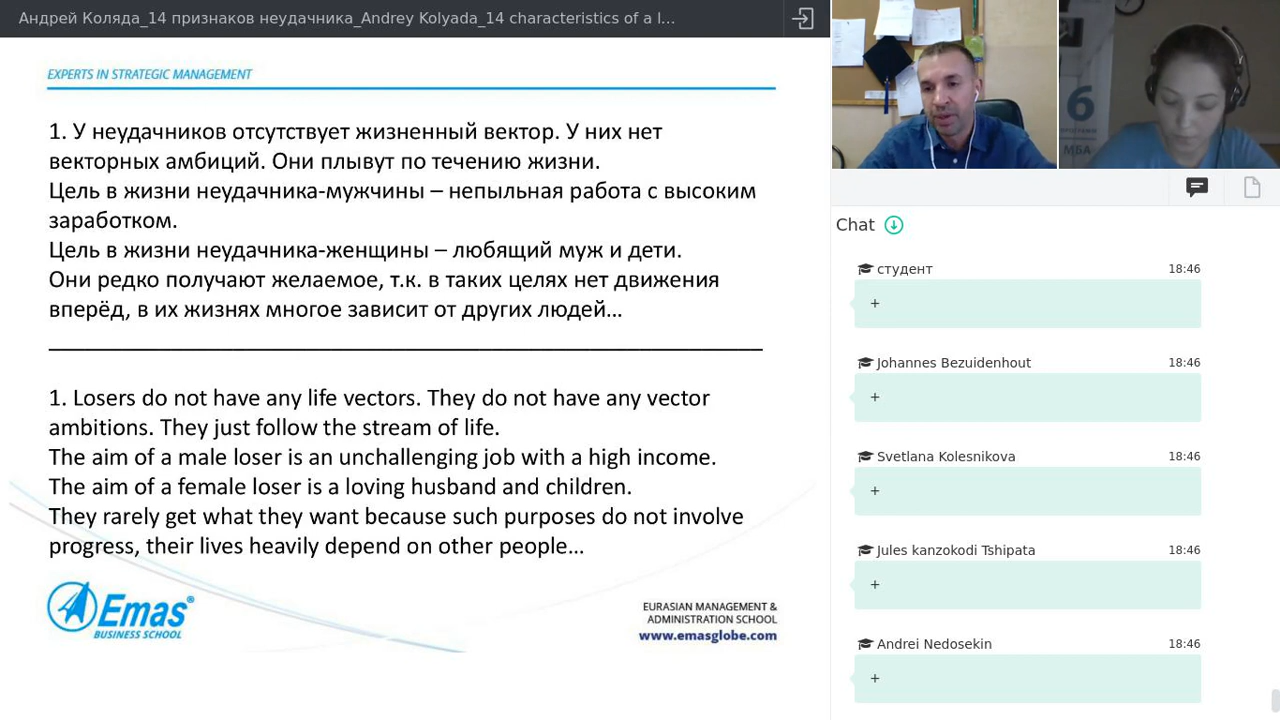 Андрей Коляда_14 признаков неудачника_Andrey Kolyada_14 characteristics of a l...
EXPERTS IN STRATEGIC MANAGEMENT
1. У неудачников отсутствует жизненный вектор. У них нет
векторных амбиций. Они плывут по течению жизни.
Цель в жизни неудачника-мужчины – непыльная работа с высоким
заработком.
Цель в жизни неудачника-женщины – любящий муж и дети.
Они редко получают желаемое, т.к. в таких целях нет движения
вперёд, в их жизнях многое зависит от других людей…
1. Losers do not have any life vectors. They do not have any vector
ambitions. They just follow the stream of life.
The aim of a male loser is an unchallenging job with a high income.
The aim of a female loser is a loving husband and children.
They rarely get what they want because such purposes do not involve
progress, their lives heavily depend on other people…
Emas®
BUSINESS SCHOOL
EURASIAN MANAGEMENT &
ADMINISTRATION SCHOOL
www.emasglobe.com
6
МБА
Chat
студент 18:46
+
Johannes Bezuidenhout 18:46
+
Svetlana Kolesnikova 18:46
+
Jules kanzokodi Tshipata 18:46
+
Andrei Nedosekin 18:46
+